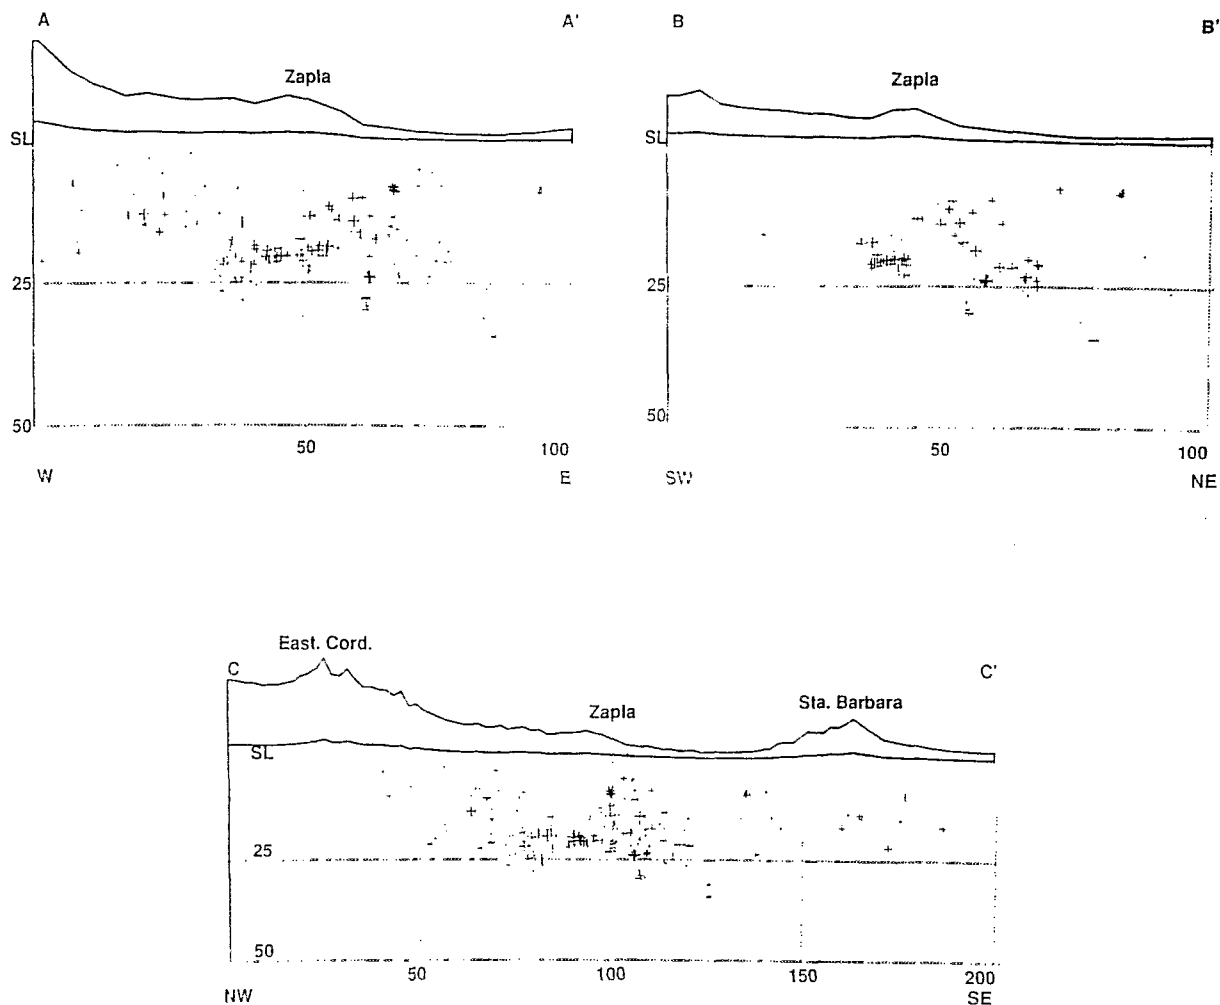 A A' B B'
Zapla Zapla
SL SL
25 25
50 50
50 100 50 100
W E SW NE
East. Cord.
C C'
Zapla Sta. Barbara
SL
25
50
50 100 150 200
NW SE